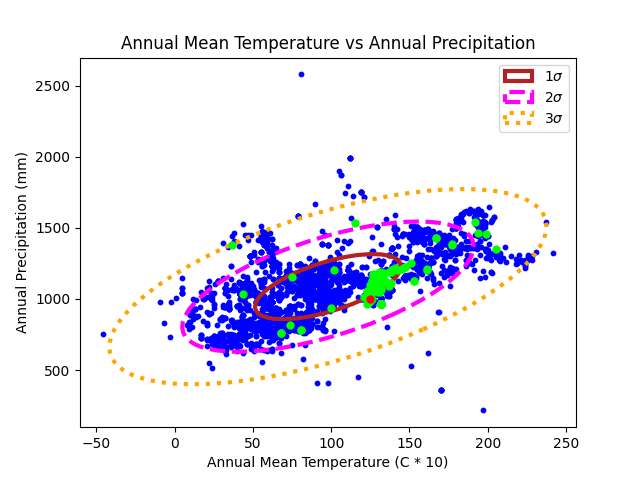 Annual Mean Temperature vs Annual Precipitation
1σ
2σ
3σ
Annual Precipitation (mm)
2500
2000
1500
1000
500
−50
0
50
100
150
200
250
Annual Mean Temperature (C * 10)